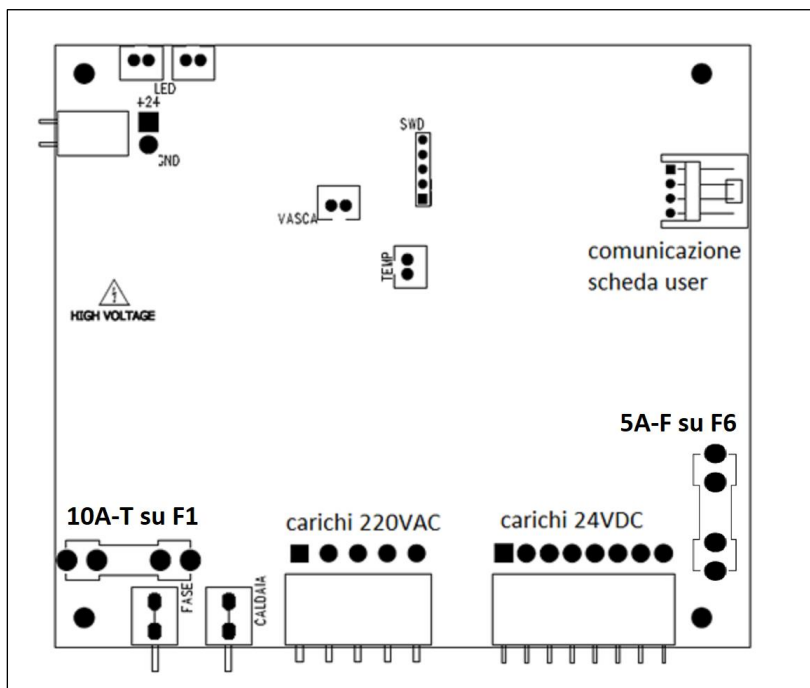 LED
+24
GND
SWD
VASCA
TEMP
comunicazione
scheda user
HIGH VOLTAGE
5A-F su F6
10A-T su F1
carichi 220VAC
carichi 24VDC
FASE
CALDAIA